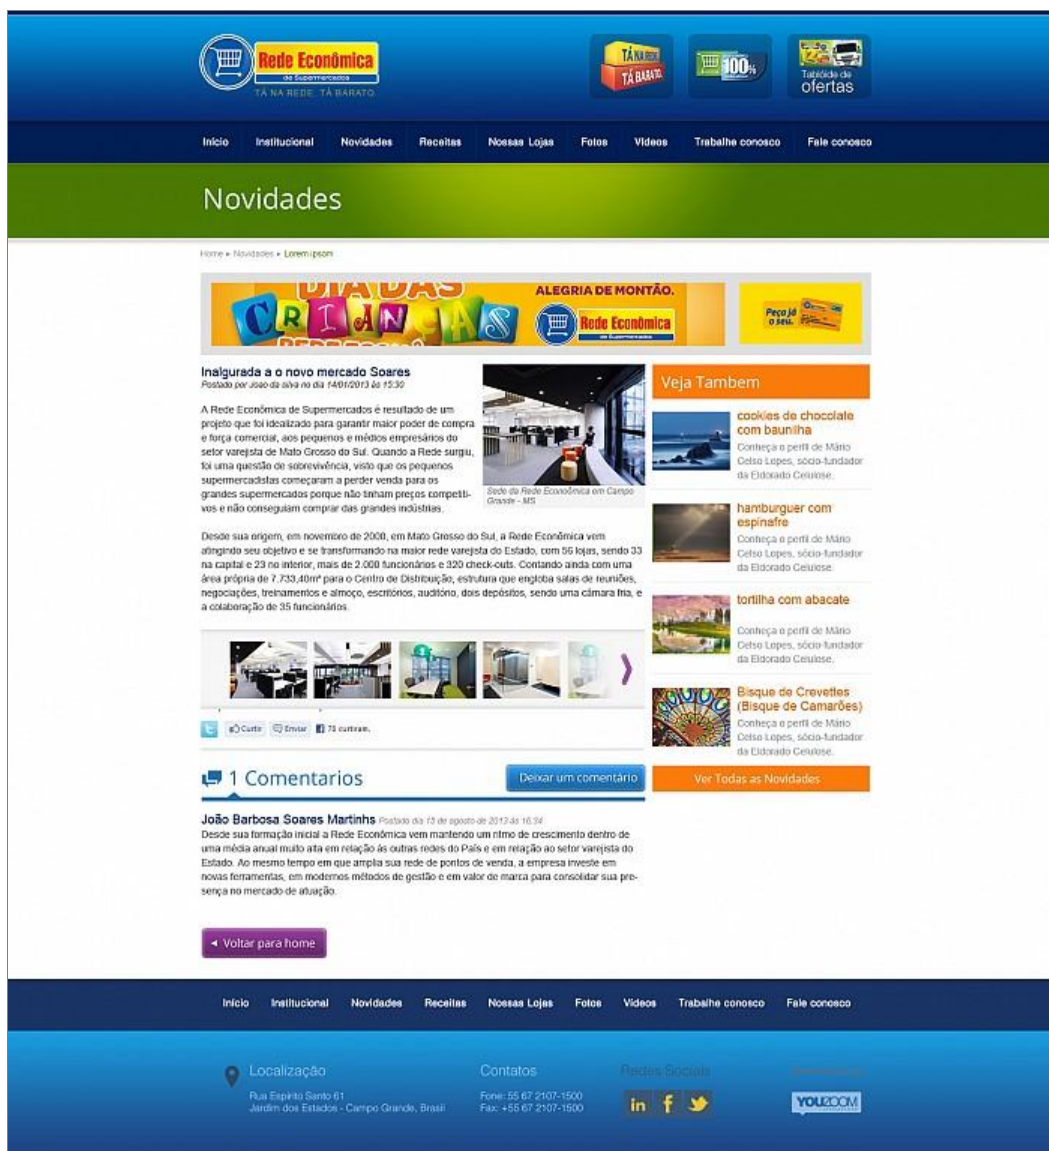 Rede Econômica
de Supermercados
TÁ NA REDE. TÁ BARATO.
TÁ NA REDE
TÁ BARATO.
100%
Tablóide de
ofertas
Início Institucional Novidades Receitas Nossas Lojas Fotos Vídeos Trabalhe conosco Fale conosco
Novidades
Home ▸ Novidades ▸ Lorem ipsom
DIA DAS
CRIANÇAS
ALEGRIA DE MONTÃO.
Rede Econômica
de Supermercados
Peça já
o seu.
Inalgurada a o novo mercado Soares
Postado por Joao da silva no dia 14/01/2013 ás 15:30
A Rede Econômica de Supermercados é resultado de um
projeto que foi idealizado para garantir maior poder de compra
e força comercial, aos pequenos e médios empresários do
setor varejista de Mato Grosso do Sul. Quando a Rede surgiu,
foi uma questão de sobrevivência, visto que os pequenos
supermercadistas começaram a perder venda para os
grandes supermercados porque não tinham preços competiti-
vos e não conseguiam comprar das grandes indústrias.
Sede da Rede Econômica em Campo
Grande - MS
Desde sua origem, em novembro de 2000, em Mato Grosso do Sul, a Rede Econômica vem
atingindo seu objetivo e se transformando na maior rede varejista do Estado, com 56 lojas, sendo 33
na capital e 23 no interior, mais de 2.000 funcionários e 320 check-outs. Contando ainda com uma
área própria de 7.733,40m² para o Centro de Distribuição, estrutura que engloba salas de reuniões,
negociações, treinamentos e almoço, escritórios, auditório, dois depósitos, sendo uma câmara fria, e
a colaboração de 35 funcionários.
Curtir Enviar 78 curtiram.
1 Comentarios
Deixar um comentário
João Barbosa Soares Martinhs Postado dia 15 de agosto de 2013 ás 16:34
Desde sua formação inicial a Rede Econômica vem mantendo um ritmo de crescimento dentro de
uma média anual muito alta em relação às outras redes do País e em relação ao setor varejista do
Estado. Ao mesmo tempo em que amplia sua rede de pontos de venda, a empresa investe em
novas ferramentas, em modernos métodos de gestão e em valor de marca para consolidar sua pre-
sença no mercado de atuação.
Voltar para home
Veja Tambem
cookies de chocolate
com baunilha
Conheça o perfil de Mário
Celso Lopes, sócio-fundador
da Eldorado Celulose.
hamburguer com
espinafre
Conheça o perfil de Mário
Celso Lopes, sócio-fundador
da Eldorado Celulose.
tortilha com abacate
Conheça o perfil de Mário
Celso Lopes, sócio-fundador
da Eldorado Celulose.
Bisque de Crevettes
(Bisque de Camarões)
Conheça o perfil de Mário
Celso Lopes, sócio-fundador
da Eldorado Celulose.
Ver Todas as Novidades
Início Institucional Novidades Receitas Nossas Lojas Fotos Vídeos Trabalhe conosco Fale conosco
Localização
Rua Espírito Santo 61
Jardim dos Estados - Campo Grande, Brasil
Contatos
Fone: 55 67 2107-1500
Fax: +55 67 2107-1500
Redes Sociais
YOUZOOM